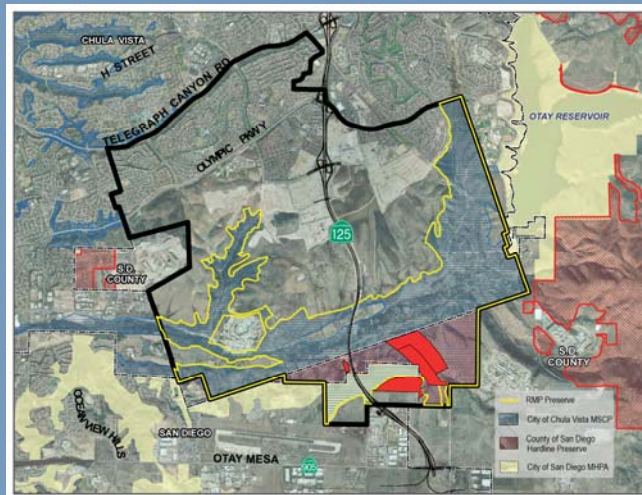 CHULA VISTA
H STREET
TELEGRAPH CANYON RD
OTAY RESERVOIR
OLYMPIC PKWY
125
S.D.
COUNTY
S.D.
COUNTY
RMP Preserve
City of Chula Vista MSCP
County of San Diego
Hardline Preserve
City of San Diego MHPA
OCEAN VIEW HILLS
SAN DIEGO
OTAY MESA
905